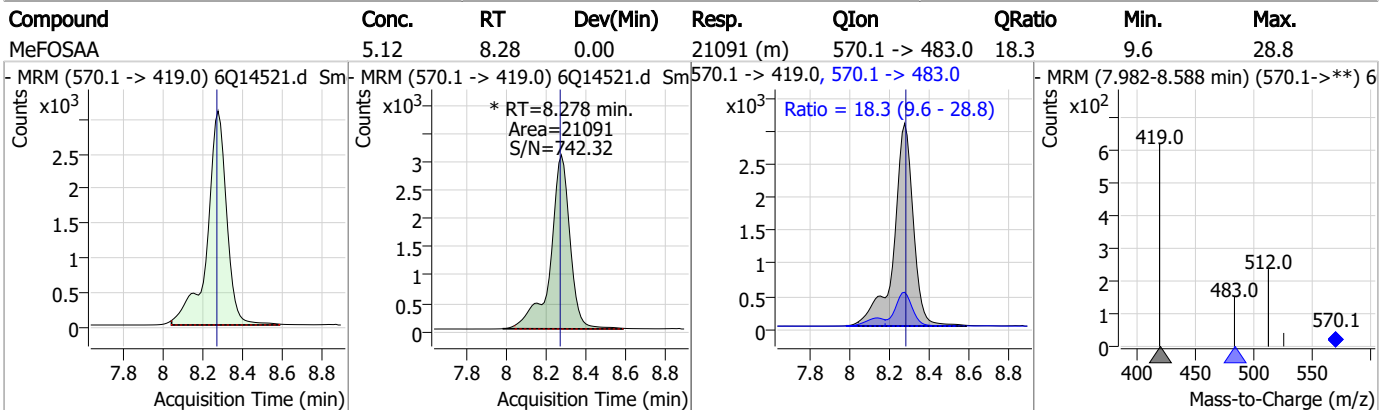 Compound Conc. RT Dev(Min) Resp. QIon QRatio Min. Max.
MeFOSAA 5.12 8.28 0.00 21091 (m) 570.1 -> 483.0 18.3 9.6 28.8
- MRM (570.1 -> 419.0) 6Q14521.d Sm
Counts
x10³
2.5
2
1.5
1
0.5
0
7.8 8 8.2 8.4 8.6 8.8
Acquisition Time (min)
- MRM (570.1 -> 419.0) 6Q14521.d Sm
Counts
x10³
* RT=8.278 min.
Area=21091
S/N=742.32
3
2.5
2
1.5
1
0.5
0
7.8 8 8.2 8.4 8.6 8.8
Acquisition Time (min)
570.1 -> 419.0, 570.1 -> 483.0
Counts
x10³
Ratio = 18.3 (9.6 - 28.8)
2.5
2
1.5
1
0.5
0
7.8 8 8.2 8.4 8.6 8.8
Acquisition Time (min)
- MRM (7.982-8.588 min) (570.1->**) 6
Counts
x10²
419.0
6
5
4
3
512.0
2
483.0
1
570.1
0
400 450 500 550
Mass-to-Charge (m/z)